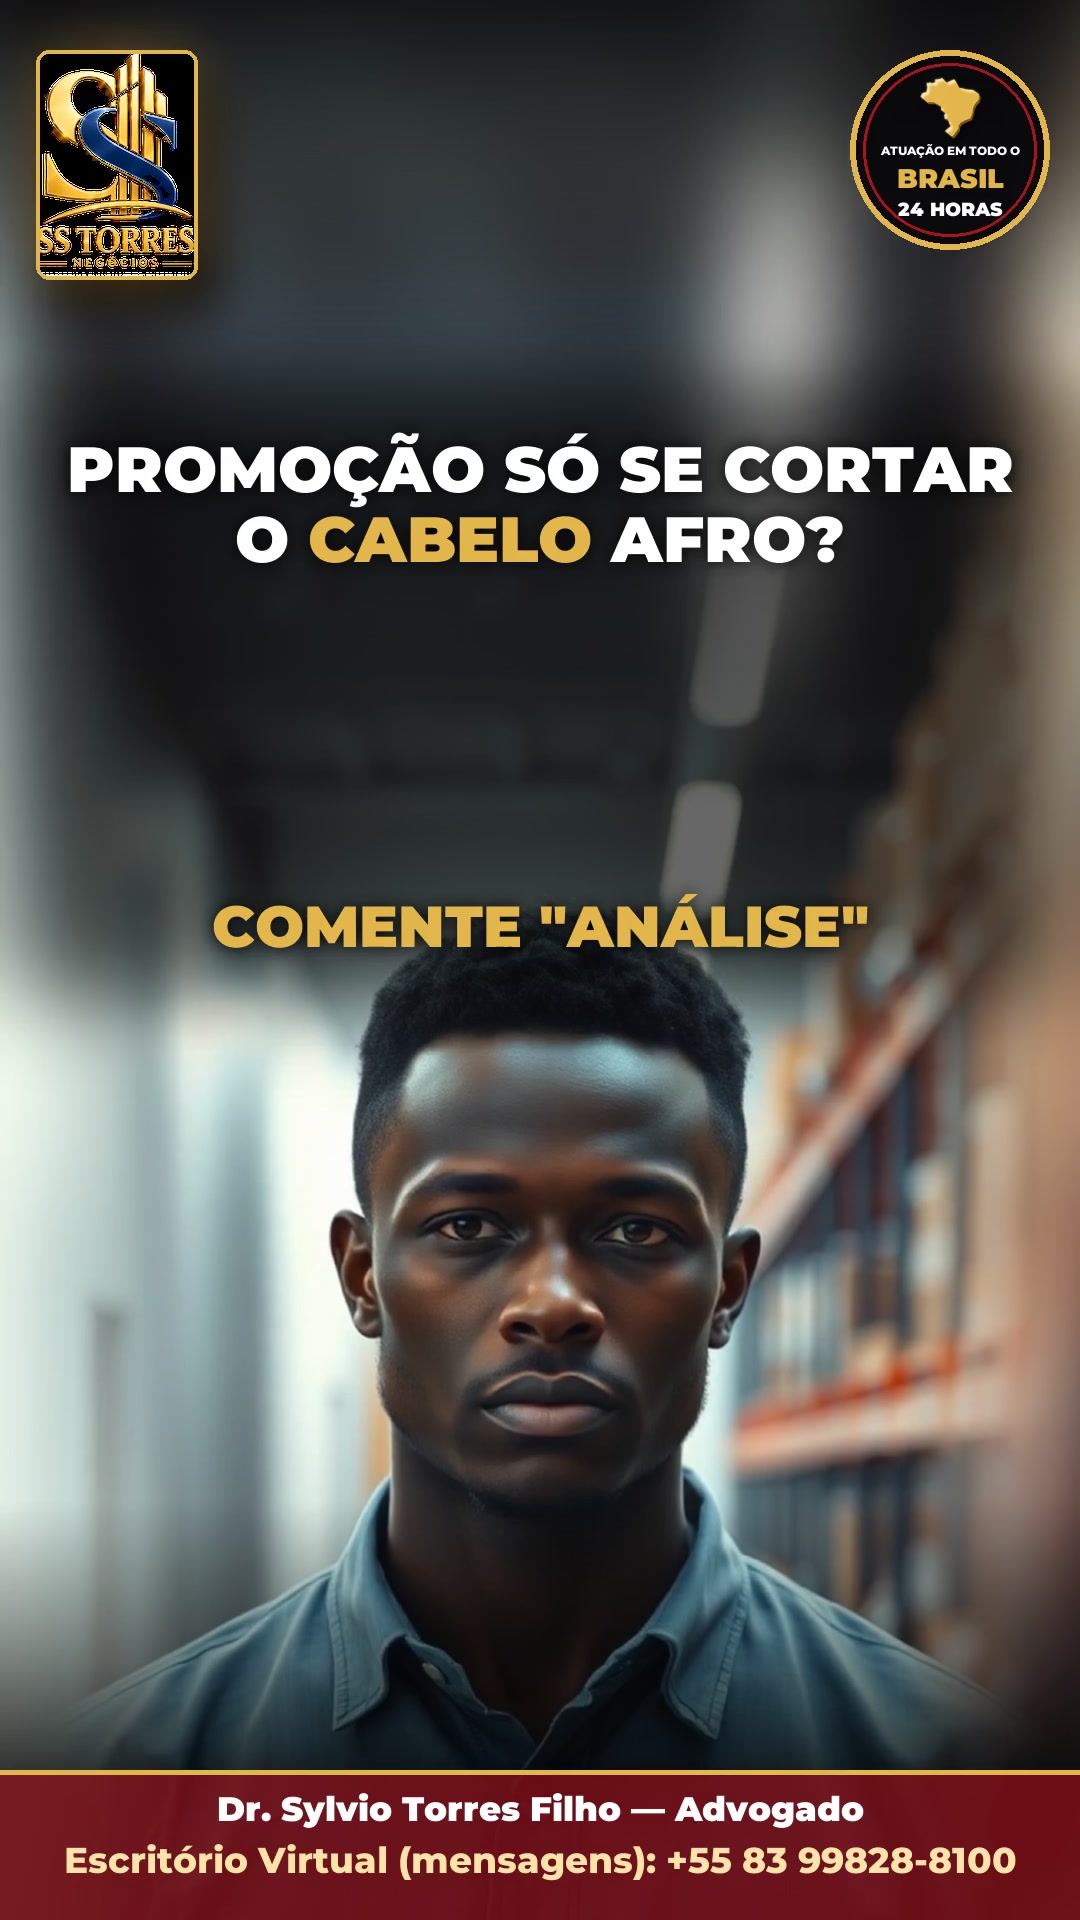 SS TORRES
NEGÓCIOS
ATUAÇÃO EM TODO O
BRASIL
24 HORAS
PROMOÇÃO SÓ SE CORTAR
O CABELO AFRO?
COMENTE "ANÁLISE"
Dr. Sylvio Torres Filho — Advogado
Escritório Virtual (mensagens): +55 83 99828-8100